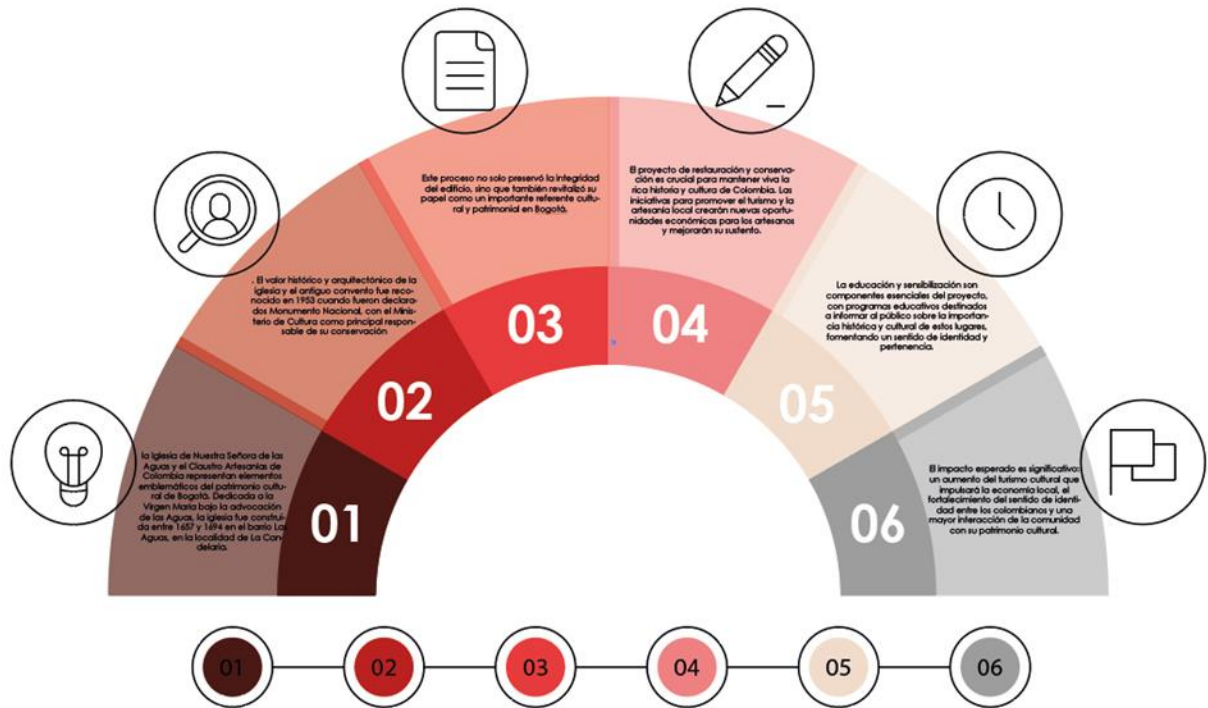 la Iglesia de Nuestra Señora de las
Aguas y el Claustro Artesanías de
Colombia representan elementos
emblemáticos del patrimonio cultu-
ral de Bogotá. Dedicada a la
Virgen María bajo la advocación
de las Aguas, la iglesia fue construi-
da entre 1657 y 1694 en el barrio Las
Aguas, en la localidad de La Can-
delaria.
01
. El valor histórico y arquitectónico de la
iglesia y el antiguo convento fue reco-
nocido en 1953 cuando fueron declara-
dos Monumento Nacional, con el Minis-
terio de Cultura como principal respon-
sable de su conservación
02
Este proceso no solo preservó la integridad
del edificio, sino que también revitalizó su
papel como un importante referente cultu-
ral y patrimonial en Bogotá.
03
El proyecto de restauración y conserva-
ción es crucial para mantener viva la
rica historia y cultura de Colombia. Las
iniciativas para promover el turismo y la
artesanía local crearán nuevas oportu-
nidades económicas para los artesanos
y mejorarán su sustento.
04
La educación y sensibilización son
componentes esenciales del proyecto,
con programas educativos destinados
a informar al público sobre la importan-
cia histórica y cultural de estos lugares,
fomentando un sentido de identidad y
pertenencia.
05
El impacto esperado es significativo:
un aumento del turismo cultural que
impulsará la economía local, el
fortalecimiento del sentido de identi-
dad entre los colombianos y una
mayor interacción de la comunidad
con su patrimonio cultural.
06
01 02 03 04 05 06